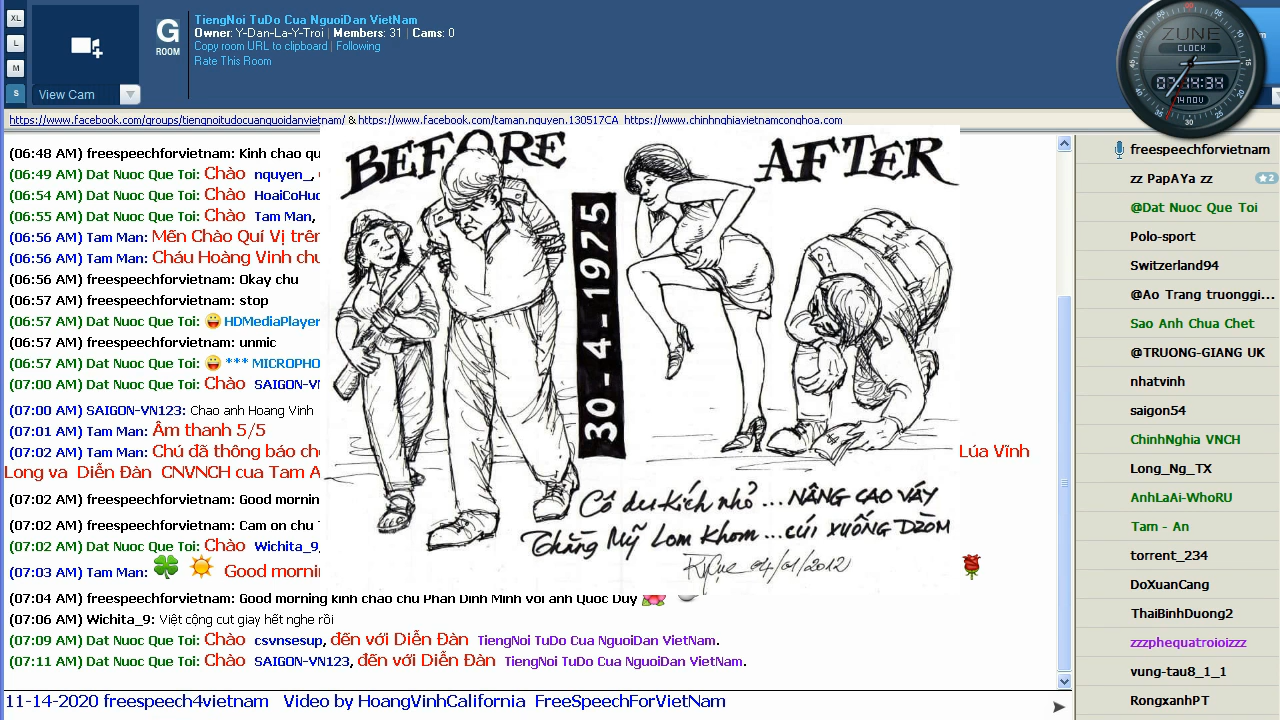 XL
L
M
S
View Cam
G
ROOM
TiengNoi TuDo Cua NguoiDan VietNam
Owner: Y-Dan-La-Y-Troi | Members: 31 | Cams: 0
Copy room URL to clipboard | Following
Rate This Room
ZUNE
CLOCK
14 NOV
https://www.facebook.com/groups/tiengnoitudocuanguoidanvietnam/ & https://www.facebook.com/taman.nguyen.130517CA https://www.chinhnghiavietnamconghoa.com
(06:48 AM) freespeechforvietnam: Kinh chao qu
(06:49 AM) Dat Nuoc Que Toi: Chào nguyen_,
(06:54 AM) Dat Nuoc Que Toi: Chào HoaiCoHuo
(06:55 AM) Dat Nuoc Que Toi: Chào Tam Man,
(06:56 AM) Tam Man: Mến Chào Quí Vị trên
(06:56 AM) Tam Man: Cháu Hoàng Vinh chu
(06:56 AM) freespeechforvietnam: Okay chu
(06:57 AM) freespeechforvietnam: stop
(06:57 AM) Dat Nuoc Que Toi: HDMediaPlayer
(06:57 AM) freespeechforvietnam: unmic
(06:57 AM) Dat Nuoc Que Toi: *** MICROPHO
(07:00 AM) Dat Nuoc Que Toi: Chào SAIGON-VN
(07:00 AM) SAIGON-VN123: Chao anh Hoang Vinh
(07:01 AM) Tam Man: Âm thanh 5/5
(07:02 AM) Tam Man: Chú đã thông báo cho Lúa Vĩnh
Long va Diễn Đàn CNVNCH cua Tam A
(07:02 AM) freespeechforvietnam: Good mornin
(07:02 AM) freespeechforvietnam: Cam on chu T
(07:02 AM) Dat Nuoc Que Toi: Chào Wichita_9,
(07:03 AM) Tam Man: Good mornin
(07:04 AM) freespeechforvietnam: Good morning kinh chao chu Phan Dinh Minh voi anh Quoc Duy
(07:06 AM) Wichita_9: Việt cộng cut giay hết nghe rồi
(07:09 AM) Dat Nuoc Que Toi: Chào csvnsesup, đến với Diễn Đàn TiengNoi TuDo Cua NguoiDan VietNam.
(07:11 AM) Dat Nuoc Que Toi: Chào SAIGON-VN123, đến với Diễn Đàn TiengNoi TuDo Cua NguoiDan VietNam.
BEFORE
AFTER
30-4-1975
Cô du kích nhỏ...NÂNG CAO VÁY
Thằng Mỹ Lom Khom...CÚI XUỐNG DZÒM
04/01/2012
freespeechforvietnam
zz PapAYa zz
2
@Dat Nuoc Que Toi
Polo-sport
Switzerland94
@Ao Trang truonggi...
Sao Anh Chua Chet
@TRUONG-GIANG UK
nhatvinh
saigon54
ChinhNghia VNCH
Long_Ng_TX
AnhLaAi-WhoRU
Tam - An
torrent_234
DoXuanCang
ThaiBinhDuong2
zzzphequatroioizzz
vung-tau8_1_1
RongxanhPT
11-14-2020 freespeech4vietnam Video by HoangVinhCalifornia FreeSpeechForVietNam